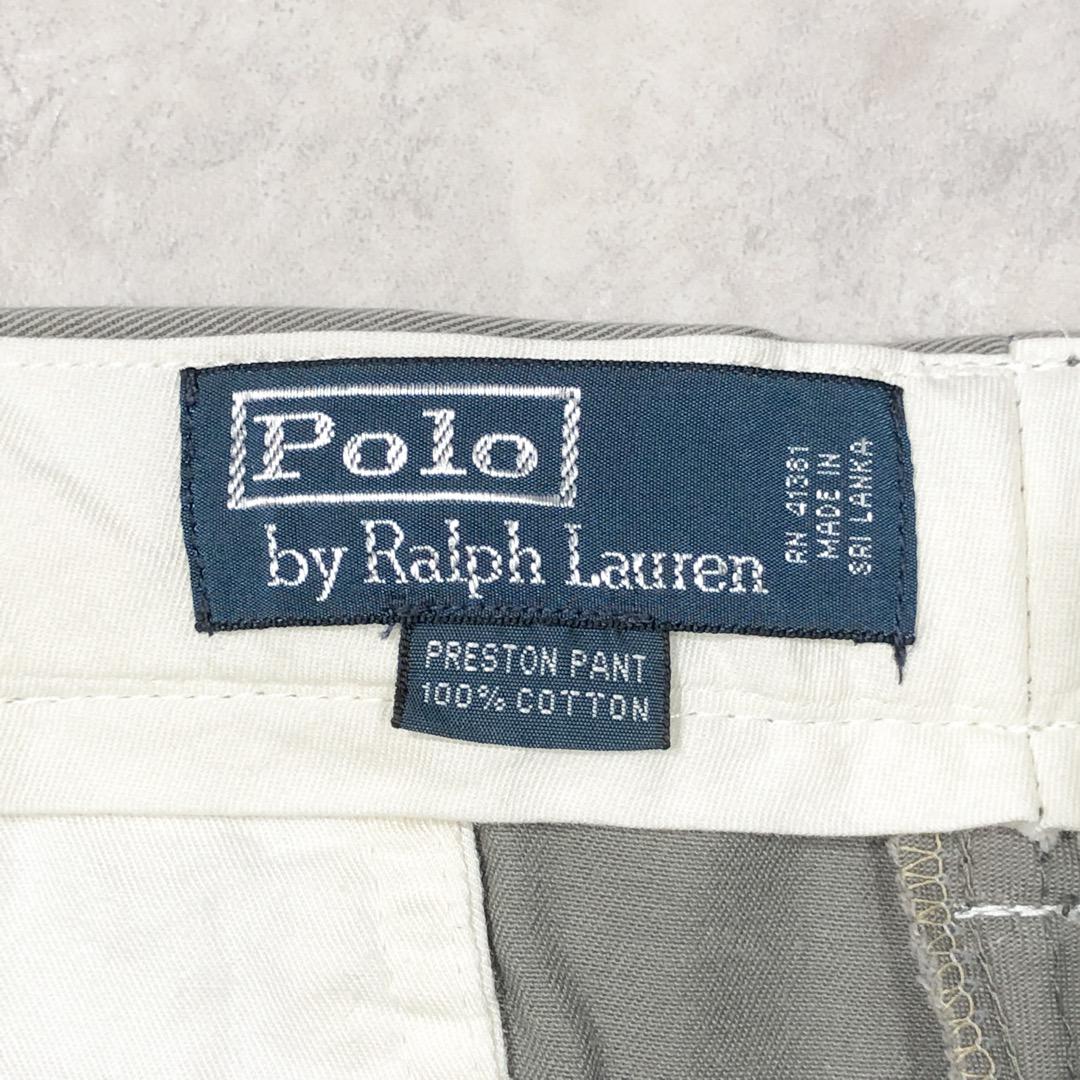 Polo
by Ralph Lauren
RN 41381
MADE IN
SRI LANKA
PRESTON PANT
100% COTTON